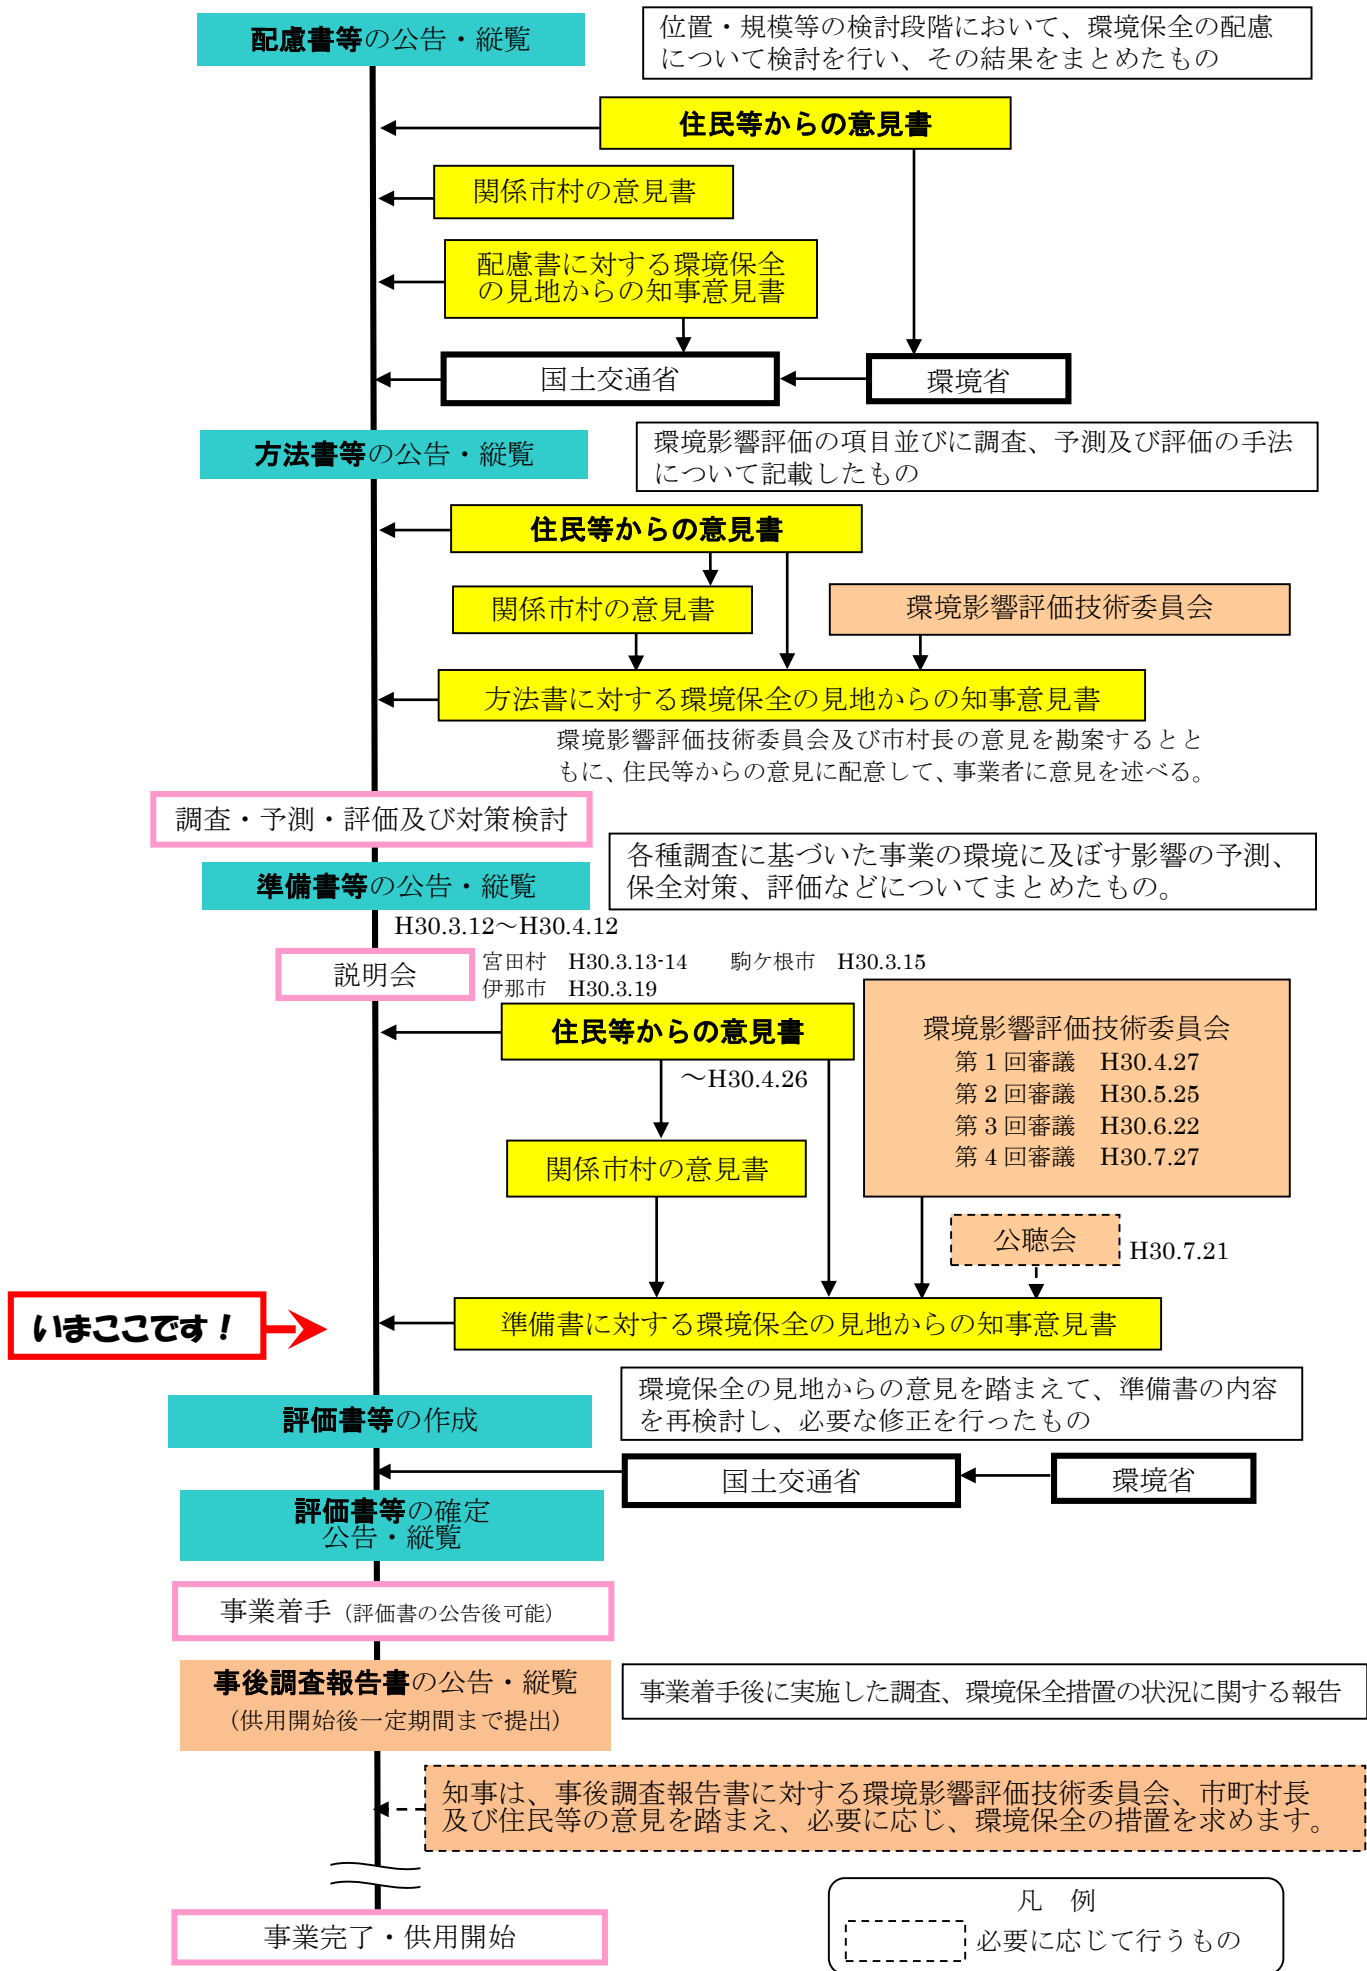 配慮書等の公告・縦覧
位置・規模等の検討段階において、環境保全の配慮
について検討を行い、その結果をまとめたもの
住民等からの意見書
関係市村の意見書
配慮書に対する環境保全
の見地からの知事意見書
国土交通省
環境省
方法書等の公告・縦覧
環境影響評価の項目並びに調査、予測及び評価の手法
について記載したもの
住民等からの意見書
関係市村の意見書
環境影響評価技術委員会
方法書に対する環境保全の見地からの知事意見書
環境影響評価技術委員会及び市村長の意見を勘案するとと
もに、住民等からの意見に配意して、事業者に意見を述べる。
調査・予測・評価及び対策検討
各種調査に基づいた事業の環境に及ぼす影響の予測、
保全対策、評価などについてまとめたもの。
準備書等の公告・縦覧
H30.3.12～H30.4.12
説明会
宮田村　H30.3.13-14　駒ケ根市　H30.3.15
伊那市　H30.3.19
住民等からの意見書
～H30.4.26
環境影響評価技術委員会
第１回審議　H30.4.27
第２回審議　H30.5.25
第３回審議　H30.6.22
第４回審議　H30.7.27
関係市村の意見書
公聴会
H30.7.21
いまここです！
準備書に対する環境保全の見地からの知事意見書
環境保全の見地からの意見を踏まえて、準備書の内容
を再検討し、必要な修正を行ったもの
評価書等の作成
国土交通省
環境省
評価書等の確定
公告・縦覧
事業着手（評価書の公告後可能）
事後調査報告書の公告・縦覧
（供用開始後一定期間まで提出）
事業着手後に実施した調査、環境保全措置の状況に関する報告
知事は、事後調査報告書に対する環境影響評価技術委員会、市町村長
及び住民等の意見を踏まえ、必要に応じ、環境保全の措置を求めます。
事業完了・供用開始
凡　例
必要に応じて行うもの